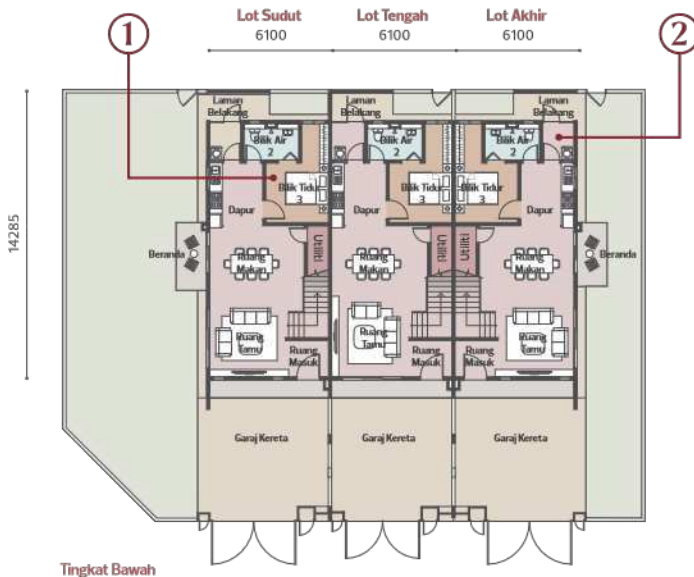 Lot Sudut
Lot Tengah
Lot Akhir
6100
6100
6100
1
2
14285
Laman
Belakang
Laman
Belakang
Laman
Belakang
Bilik Air
2
Bilik Air
2
Bilik Air
2
Bilik Tidur
3
Bilik Tidur
3
Bilik Tidur
3
Dapur
Dapur
Dapur
Utiliti
Utiliti
Utiliti
Beranda
Ruang
Makan
Ruang
Makan
Ruang
Makan
Beranda
Ruang
Tamu
Ruang
Tamu
Ruang
Tamu
Ruang
Masuk
Ruang
Masuk
Ruang
Masuk
Garaj Kereta
Garaj Kereta
Garaj Kereta
Tingkat Bawah